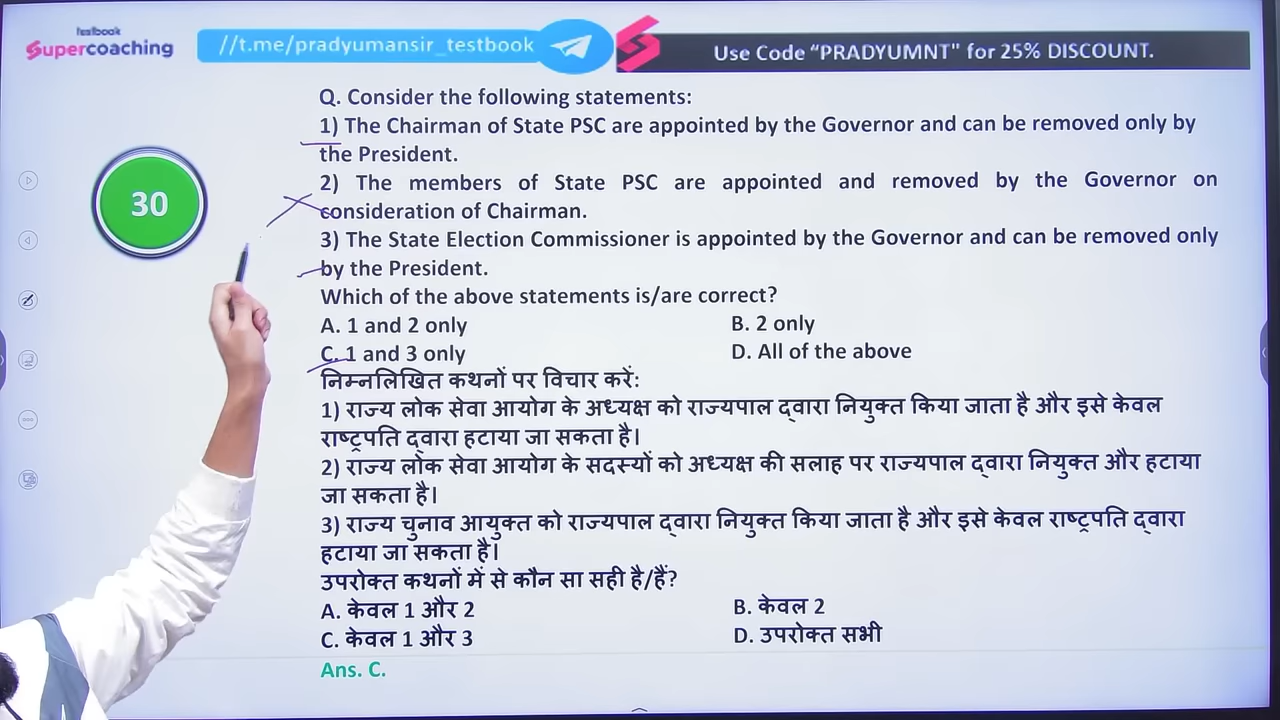 testbook
Supercoaching
//t.me/pradyumansir_testbook
Use Code “PRADYUMNT" for 25% DISCOUNT.
30
Q. Consider the following statements:
1) The Chairman of State PSC are appointed by the Governor and can be removed only by
the President.
2) The members of State PSC are appointed and removed by the Governor on
consideration of Chairman.
3) The State Election Commissioner is appointed by the Governor and can be removed only
by the President.
Which of the above statements is/are correct?
A. 1 and 2 only B. 2 only
C. 1 and 3 only D. All of the above
निम्नलिखित कथनों पर विचार करें:
1) राज्य लोक सेवा आयोग के अध्यक्ष को राज्यपाल द्वारा नियुक्त किया जाता है और इसे केवल
राष्ट्रपति द्वारा हटाया जा सकता है।
2) राज्य लोक सेवा आयोग के सदस्यों को अध्यक्ष की सलाह पर राज्यपाल द्वारा नियुक्त और हटाया
जा सकता है।
3) राज्य चुनाव आयुक्त को राज्यपाल द्वारा नियुक्त किया जाता है और इसे केवल राष्ट्रपति द्वारा
हटाया जा सकता है।
उपरोक्त कथनों में से कौन सा सही है/हैं?
A. केवल 1 और 2 B. केवल 2
C. केवल 1 और 3 D. उपरोक्त सभी
Ans. C.